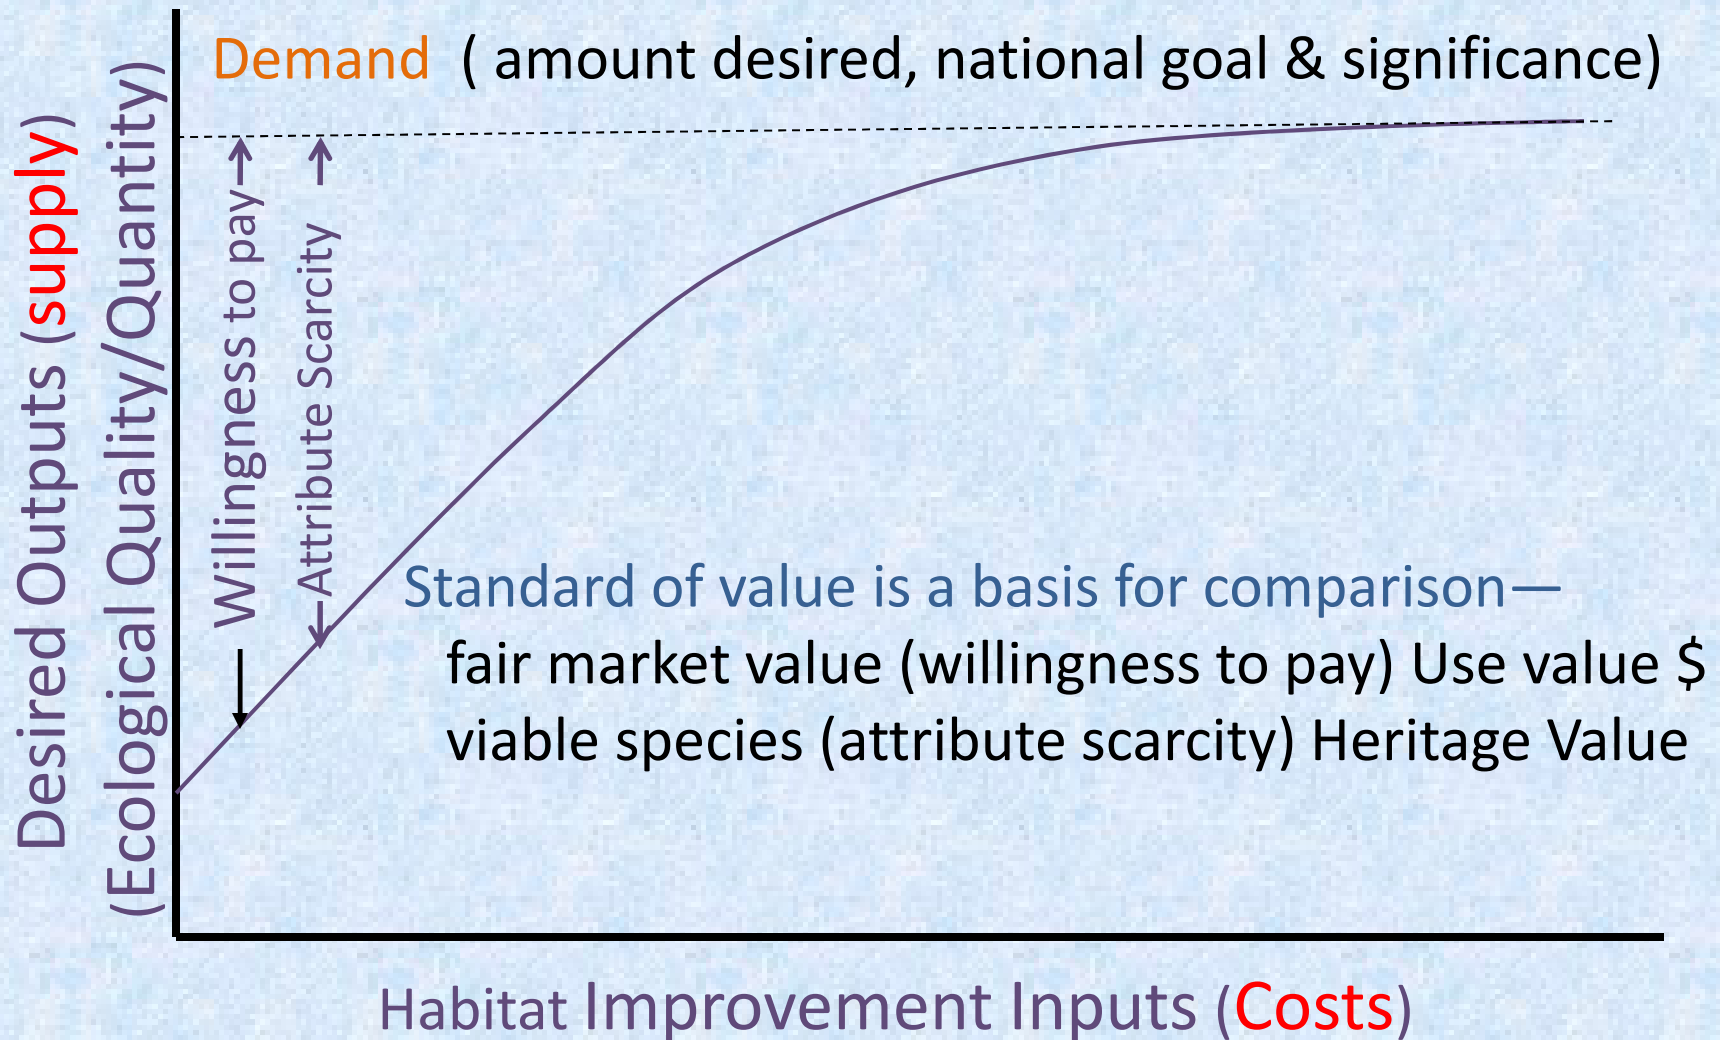 Demand ( amount desired, national goal & significance)
Desired Outputs (supply)
(Ecological Quality/Quantity)
Willingness to pay
Attribute Scarcity
Standard of value is a basis for comparison—
fair market value (willingness to pay) Use value $
viable species (attribute scarcity) Heritage Value
Habitat Improvement Inputs (Costs)